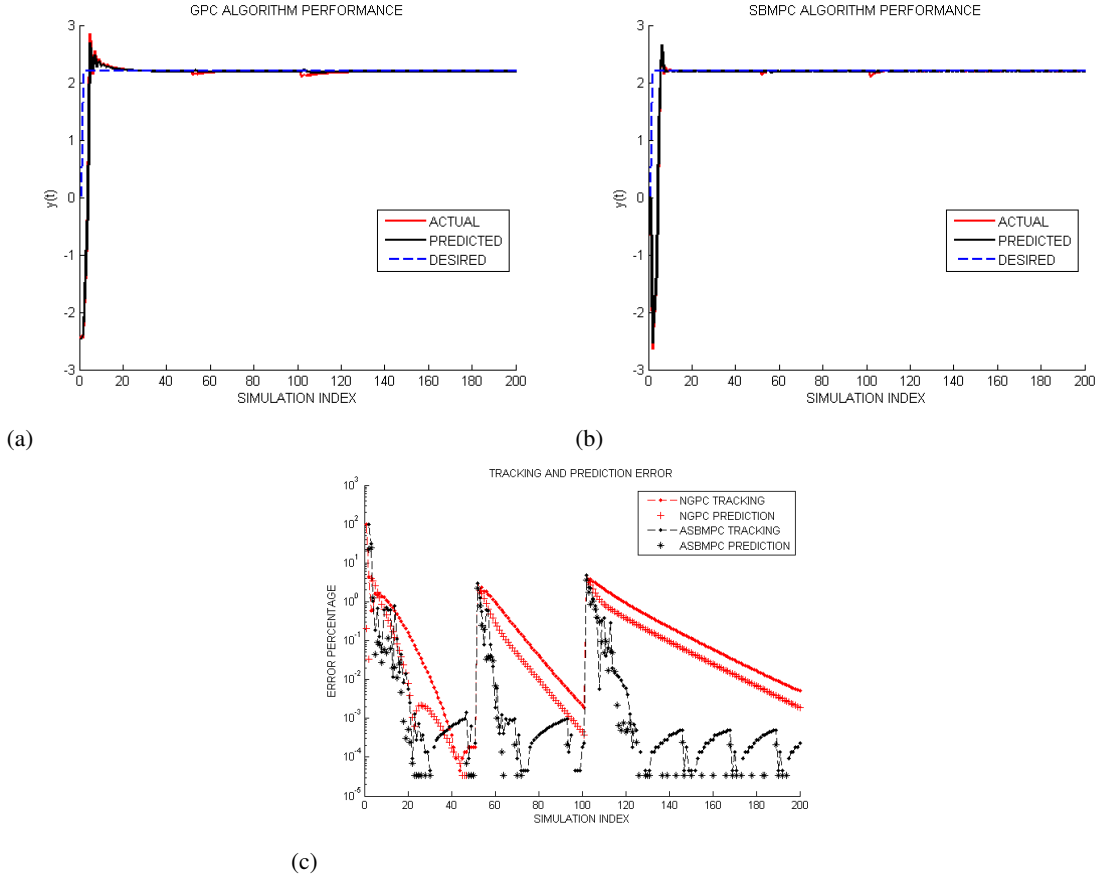 GPC ALGORITHM PERFORMANCE
3
2
1
0
-1
-2
-3
y(t)
ACTUAL
PREDICTED
DESIRED
0 20 40 60 80 100 120 140 160 180 200
SIMULATION INDEX
(a)
SBMPC ALGORITHM PERFORMANCE
3
2
1
0
-1
-2
-3
y(t)
ACTUAL
PREDICTED
DESIRED
0 20 40 60 80 100 120 140 160 180 200
SIMULATION INDEX
(b)
TRACKING AND PREDICTION ERROR
10^3
10^2
10^1
10^0
10^-1
10^-2
10^-3
10^-4
10^-5
ERROR PERCENTAGE
NGPC TRACKING
NGPC PREDICTION
ASBMPC TRACKING
ASBMPC PREDICTION
0 20 40 60 80 100 120 140 160 180 200
SIMULATION INDEX
(c)